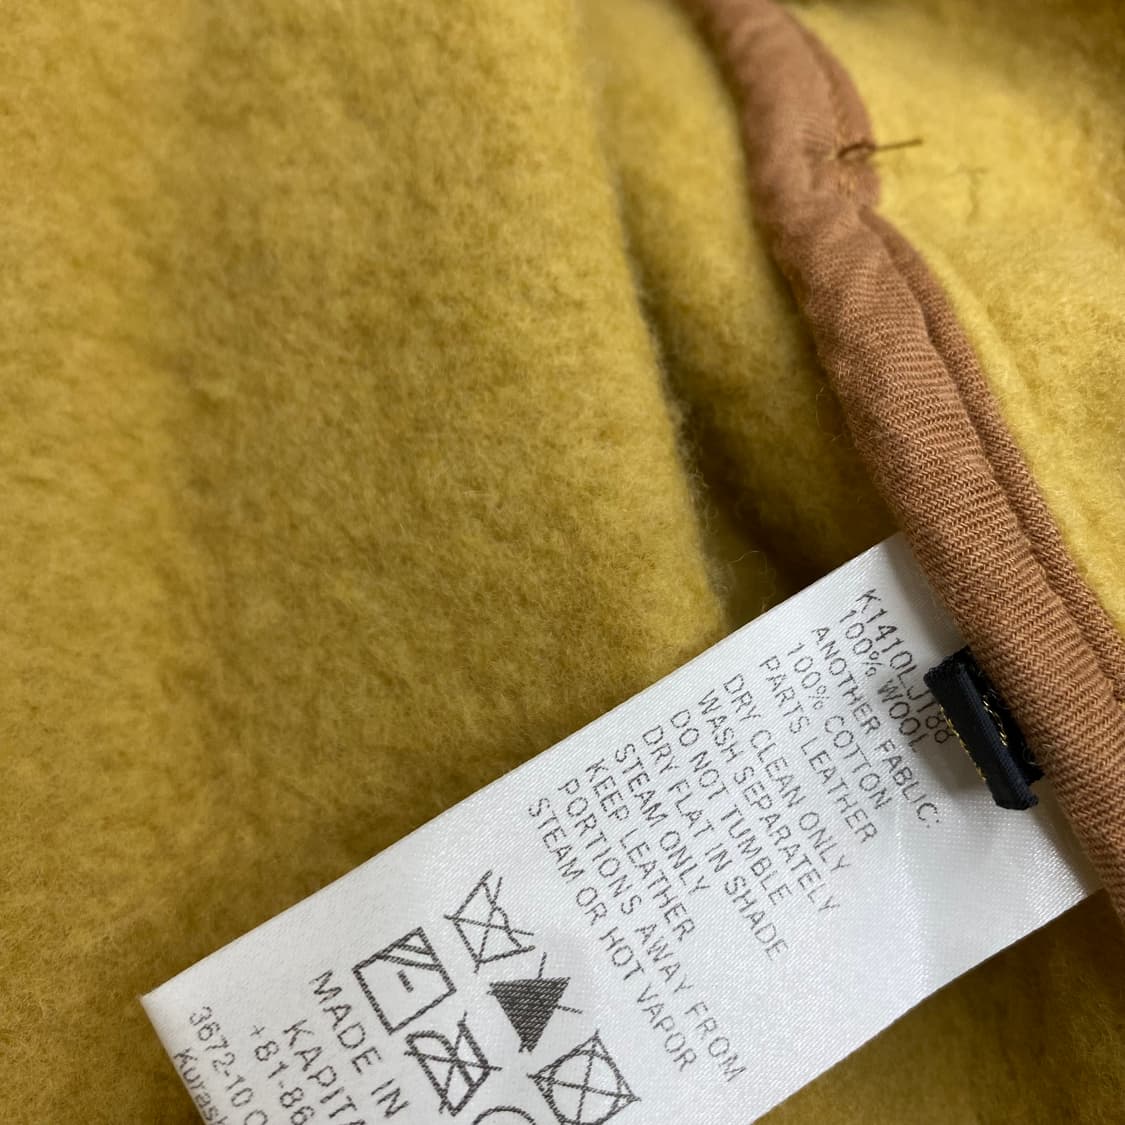 K1410LJ188
100% WOOL
ANOTHER FABLIC:
100% COTTON
PARTS LEATHER
DRY CLEAN ONLY
WASH SEPARATELY
DO NOT TUMBLE
DRY FLAT IN SHADE
STEAM ONLY
KEEP LEATHER
PORTIONS AWAY FROM
STEAM OR HOT VAPOR
MADE IN
KAPITA
+81-86
3672-10
Kuras